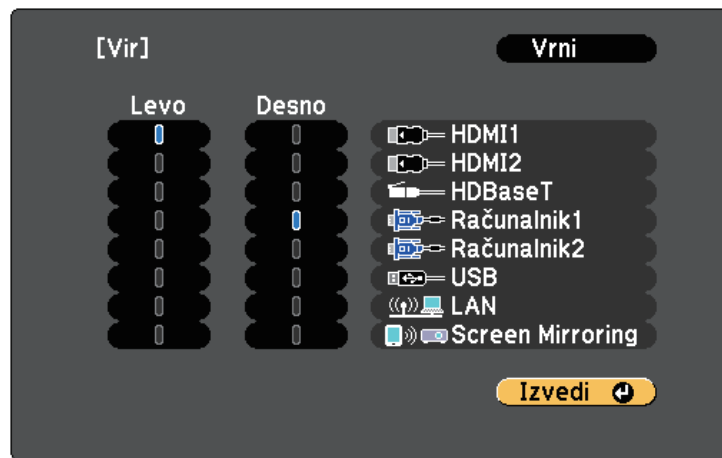 [Vir] Vrni
Levo Desno
HDMI1
HDMI2
HDBaseT
Računalnik1
Računalnik2
USB
LAN
Screen Mirroring
Izvedi